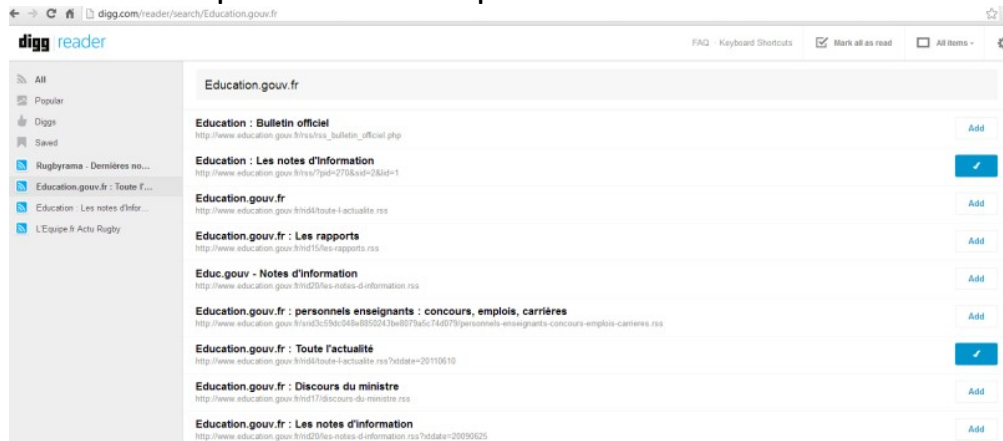 digg.com/reader/search/Education.gouv.fr
digg reader
FAQ - Keyboard Shortcuts
Mark all as read
All items
All
Popular
Diggs
Saved
Rugbyrama - Dernières no...
Education.gouv.fr : Toute l'...
Education : Les notes d'Infor...
L'Equipe.fr Actu Rugby
Education.gouv.fr
Education : Bulletin officiel
http://www.education.gouv.fr/rss/rss_bulletin_officiel.php
Add
Education : Les notes d'Information
http://www.education.gouv.fr/rss/?pid=270&sid=2&lid=1
Education.gouv.fr
http://www.education.gouv.fr/rid4/toute-l-actualite.rss
Add
Education.gouv.fr : Les rapports
http://www.education.gouv.fr/rid15/les-rapports.rss
Add
Educ.gouv - Notes d'information
http://www.education.gouv.fr/rid20/les-notes-d-information.rss
Add
Education.gouv.fr : personnels enseignants : concours, emplois, carrières
Add
Education.gouv.fr : Toute l'actualité
http://www.education.gouv.fr/rid4/toute-l-actualite.rss?xtdate=20110610
Education.gouv.fr : Discours du ministre
http://www.education.gouv.fr/rid17/discours-du-ministre.rss
Add
Education.gouv.fr : Les notes d'information
http://www.education.gouv.fr/rid20/les-notes-d-information.rss?xtdate=20090625
Add